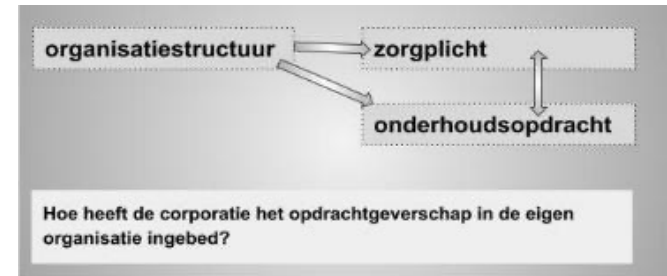 organisatiestructuur zorgplicht
onderhoudsopdracht
Hoe heeft de corporatie het opdrachtgeverschap in de eigen
organisatie ingebed?